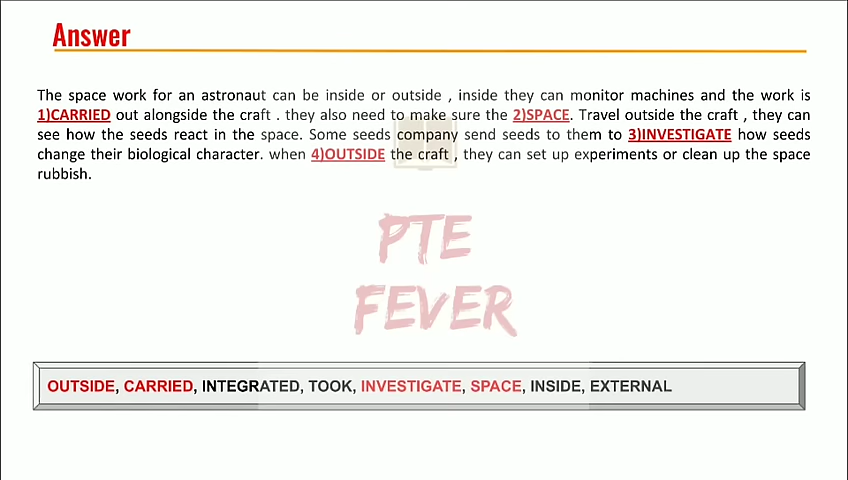 Answer
The space work for an astronaut can be inside or outside , inside they can monitor machines and the work is
1)CARRIED out alongside the craft . they also need to make sure the 2)SPACE. Travel outside the craft , they can
see how the seeds react in the space. Some seeds company send seeds to them to 3)INVESTIGATE how seeds
change their biological character. when 4)OUTSIDE the craft , they can set up experiments or clean up the space
rubbish.
PTE
FEVER
OUTSIDE, CARRIED, INTEGRATED, TOOK, INVESTIGATE, SPACE, INSIDE, EXTERNAL